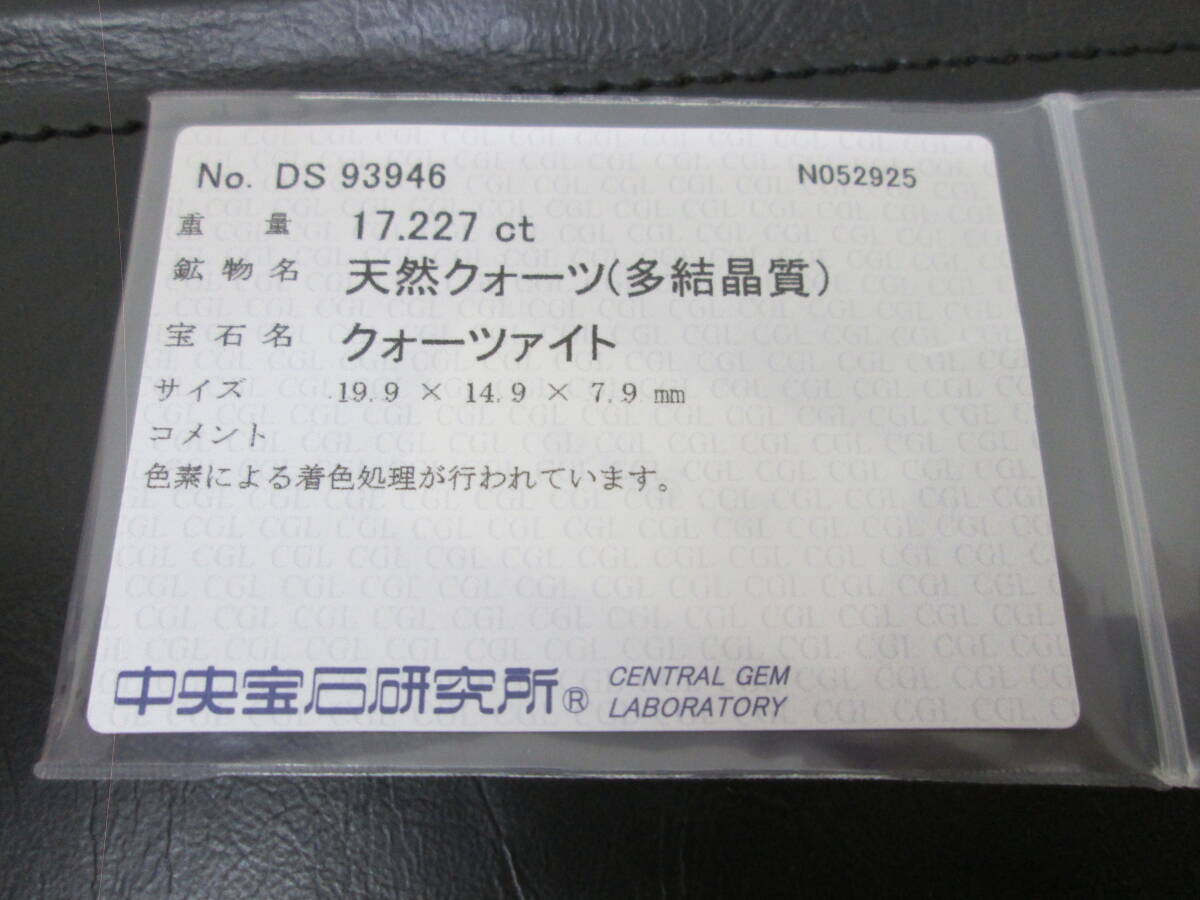 No. DS 93946 N052925
重量 17.227 ct
鉱物名 天然クォーツ(多結晶質)
宝石名 クォーツァイト
サイズ 19.9 × 14.9 × 7.9 mm
コメント
色素による着色処理が行われています。
中央宝石研究所® CENTRAL GEM
LABORATORY